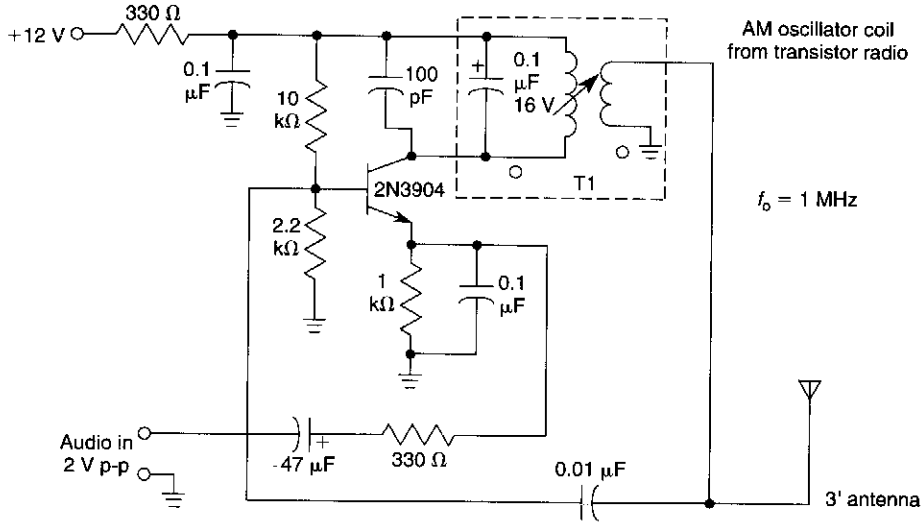 330 Ω
+12 V
0.1
μF
10
kΩ
100
pF
+
0.1
μF
16 V
T1
AM oscillator coil
from transistor radio
2N3904
fo = 1 MHz
2.2
kΩ
1
kΩ
0.1
μF
Audio in
2 V p-p
+
47 μF
330 Ω
0.01 μF
3' antenna